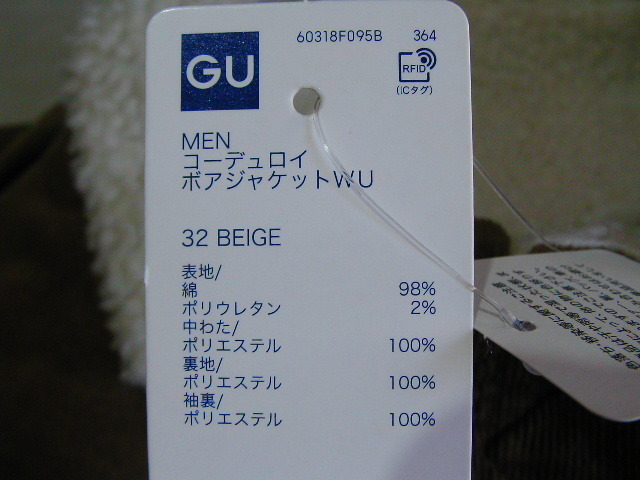 GU
60318F095B 364
RFID
(ICタグ)
MEN
コーデュロイ
ボアジャケットWU
32 BEIGE
表地/
綿 98%
ポリウレタン 2%
中わた/
ポリエステル 100%
裏地/
ポリエステル 100%
袖裏/
ポリエステル 100%